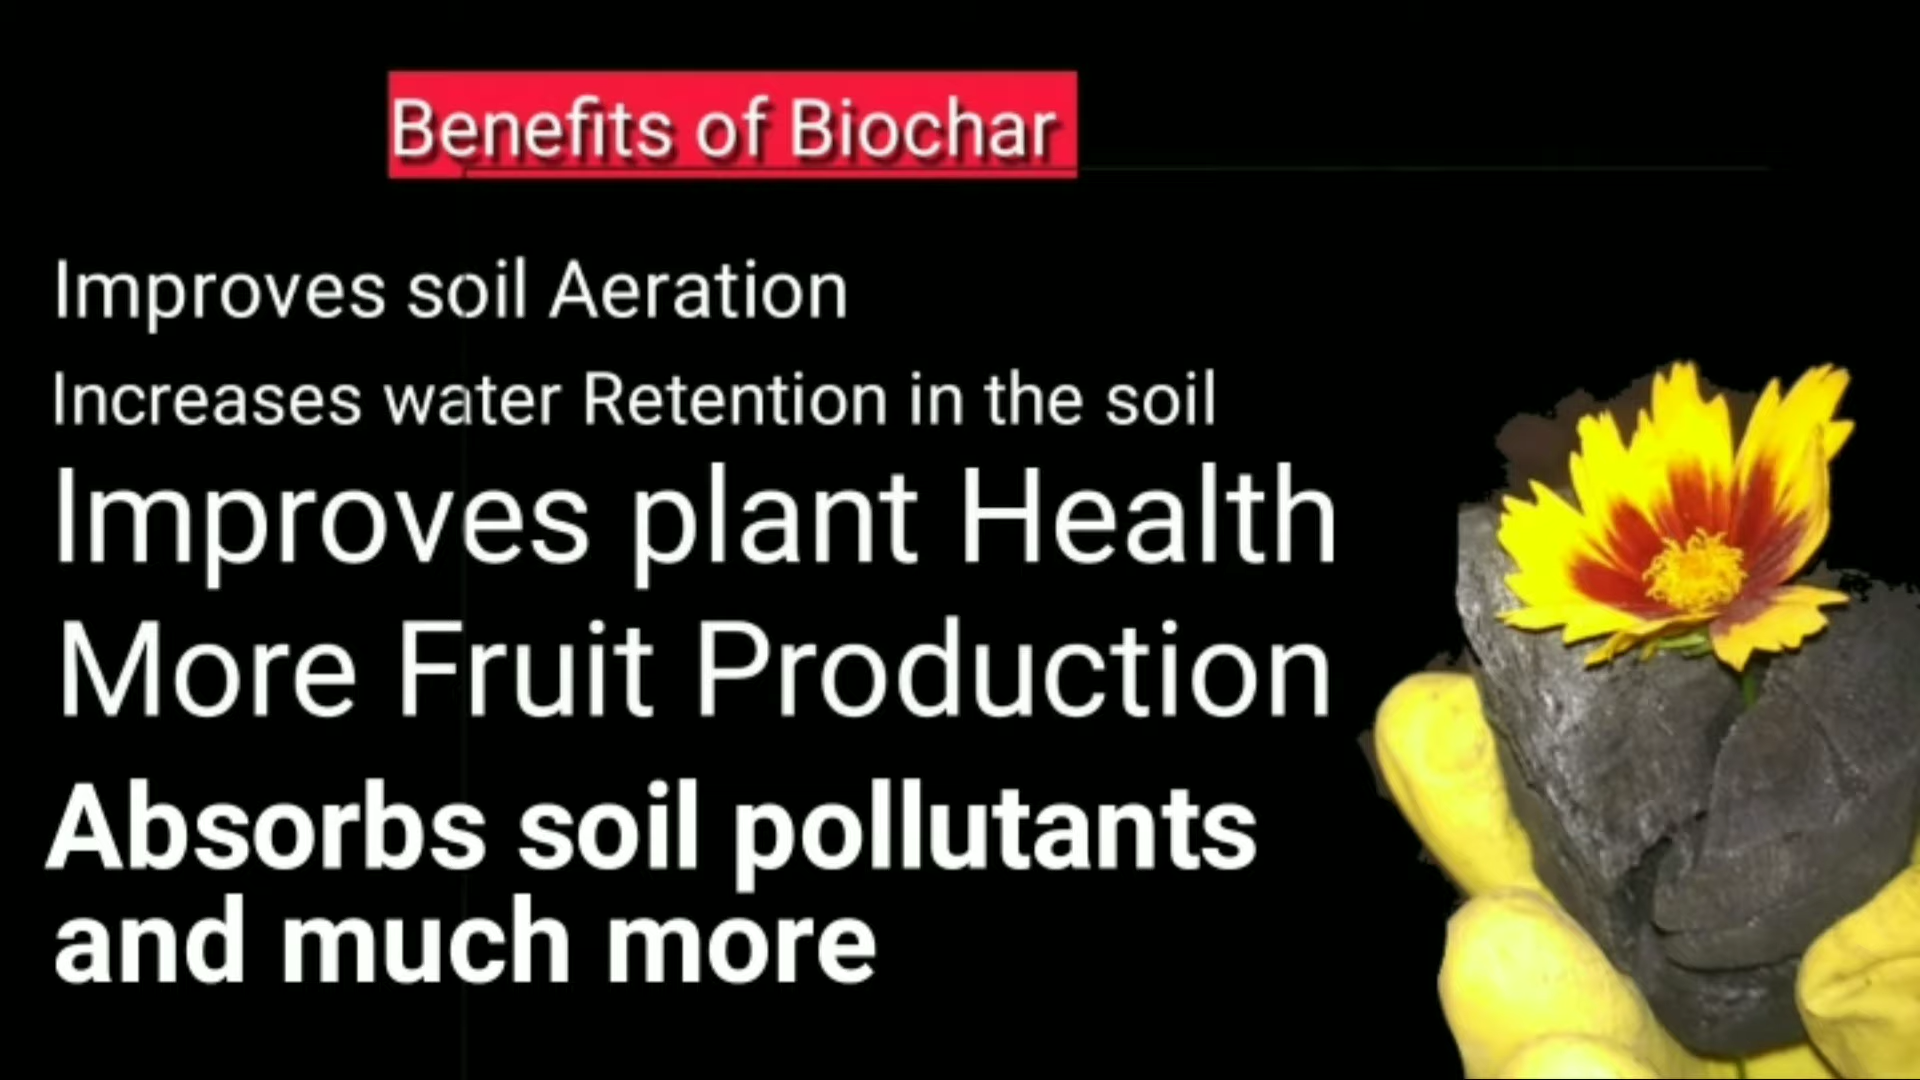 Benefits of Biochar
Improves soil Aeration
Increases water Retention in the soil
Improves plant Health
More Fruit Production
Absorbs soil pollutants
and much more